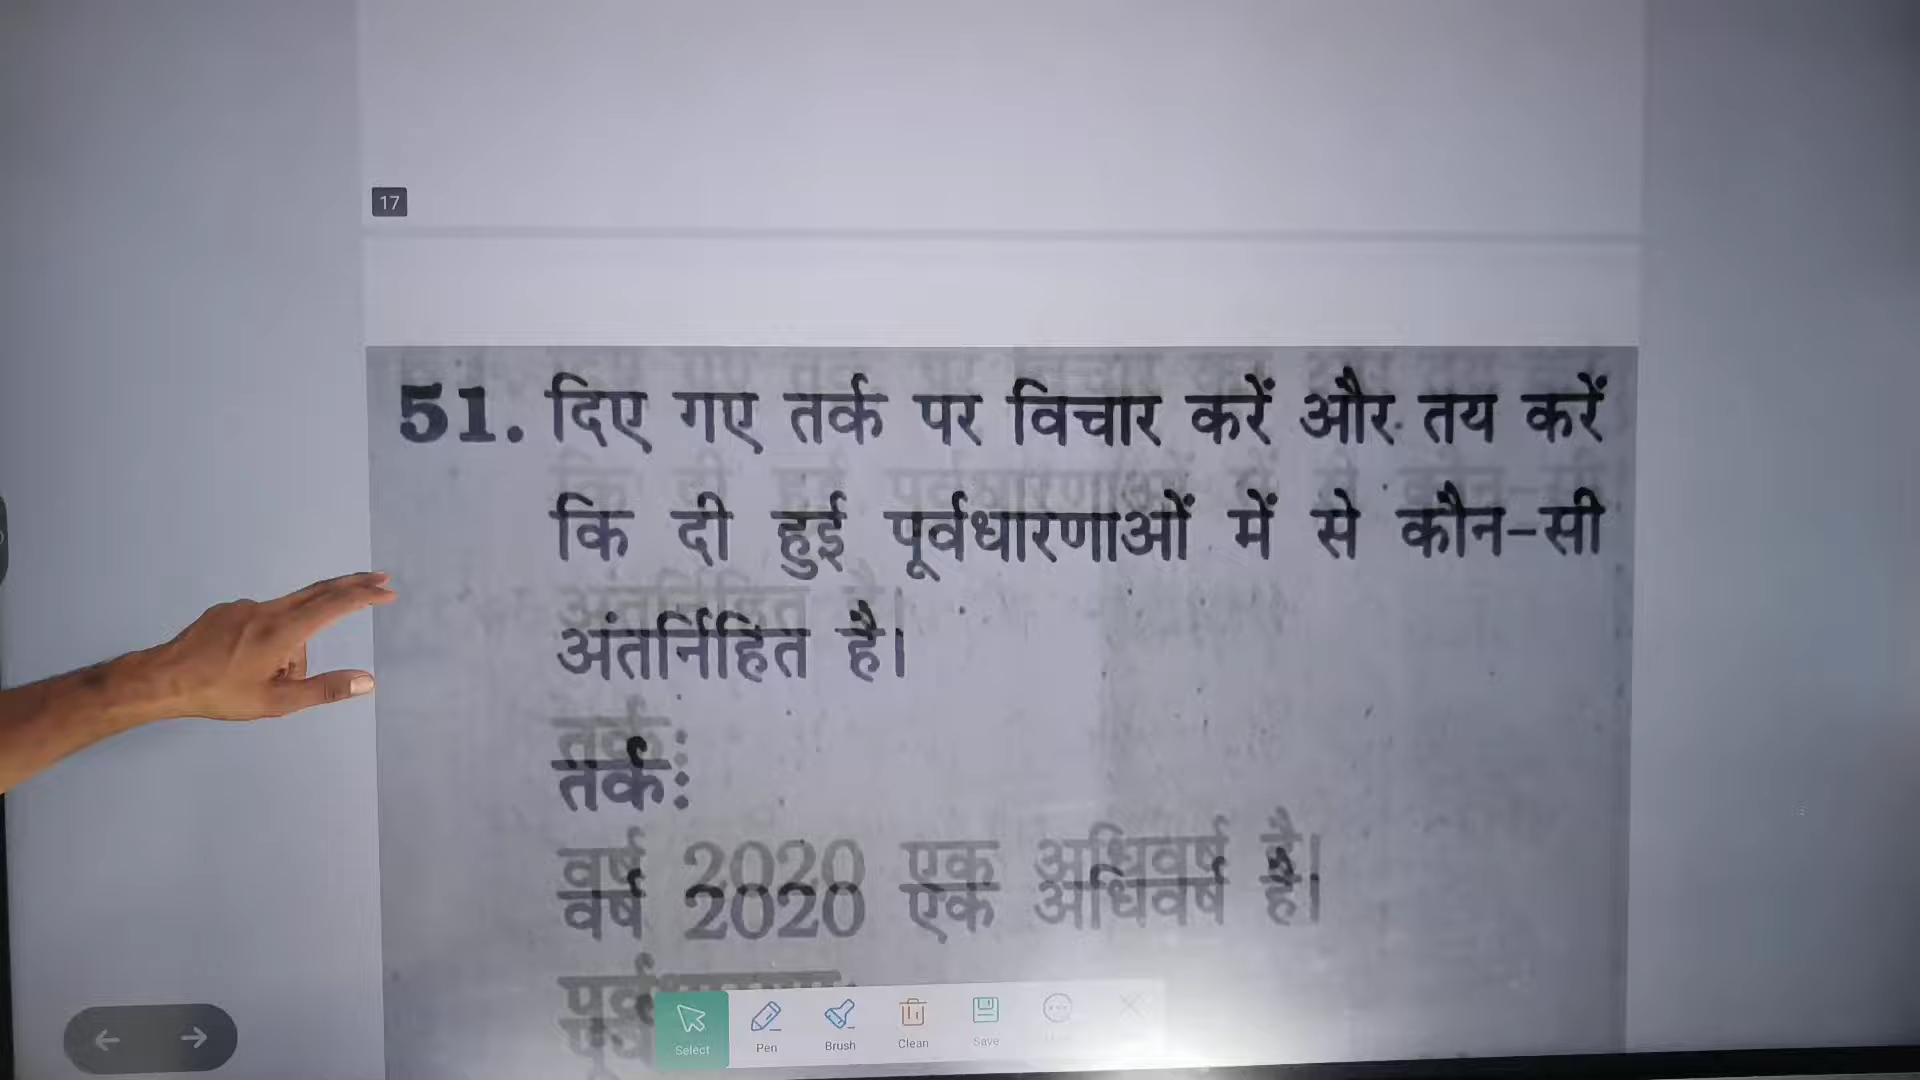 17
51. दिए गए तर्क पर विचार करें और तय करें
कि दी हुई पूर्वधारणाओं में से कौन-सी
अंतर्निहित है।
तर्क:
वर्ष 2020 एक अधिवर्ष है।
Select Pen Brush Clean Save